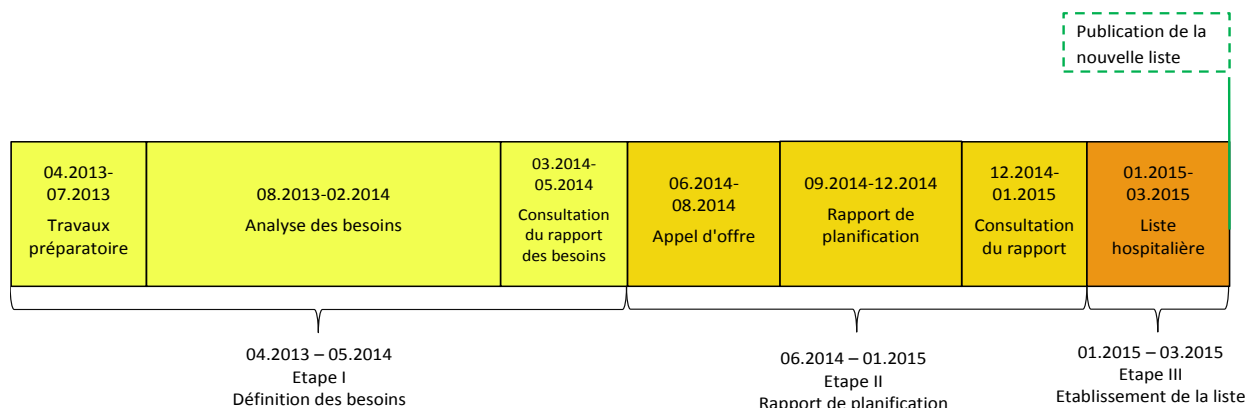 Publication de la
nouvelle liste
04.2013-
07.2013
Travaux
préparatoire
08.2013-02.2014
Analyse des besoins
03.2014-
05.2014
Consultation
du rapport
des besoins
06.2014-
08.2014
Appel d'offre
09.2014-12.2014
Rapport de
planification
12.2014-
01.2015
Consultation
du rapport
01.2015-
03.2015
Liste
hospitalière
04.2013 – 05.2014
Etape I
Définition des besoins
06.2014 – 01.2015
Etape II
Rapport de planification
01.2015 – 03.2015
Etape III
Etablissement de la liste